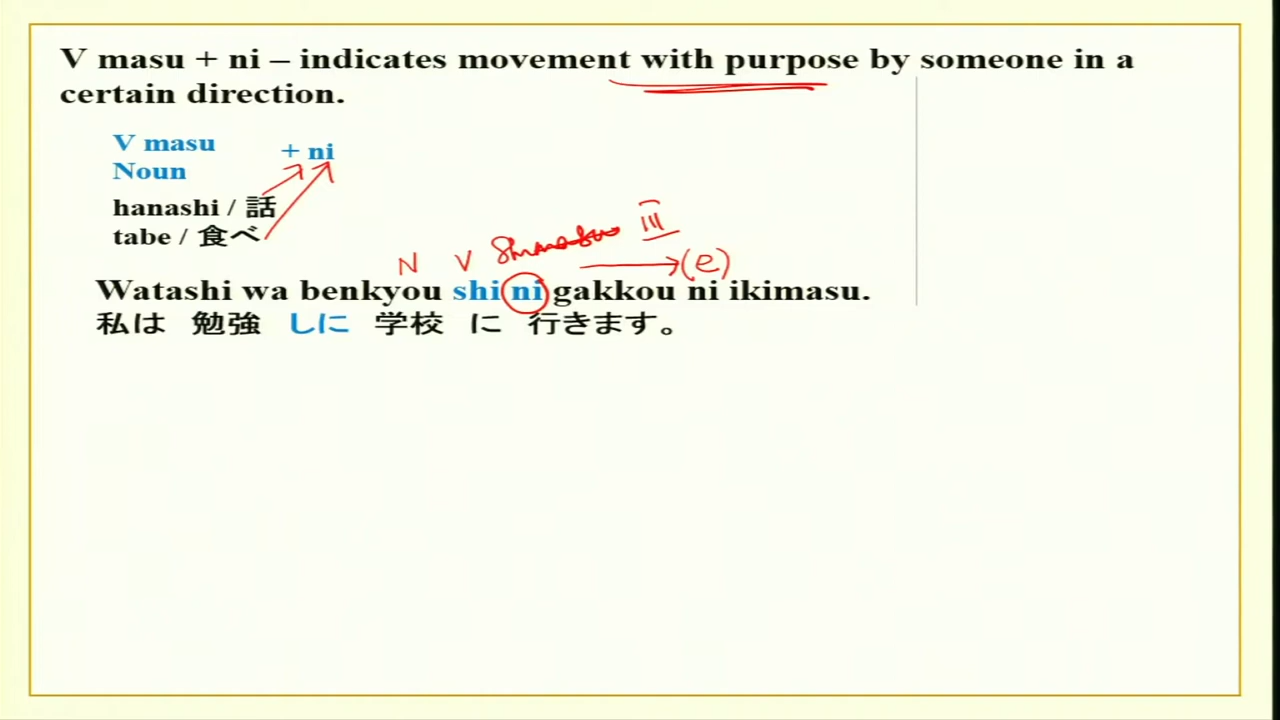 V masu + ni – indicates movement with purpose by someone in a
certain direction.
V masu
+ ni
Noun
hanashi / 話
tabe / 食べ
N V III
(e)
Watashi wa benkyou shi ni gakkou ni ikimasu.
私は 勉強 しに 学校 に 行きます。